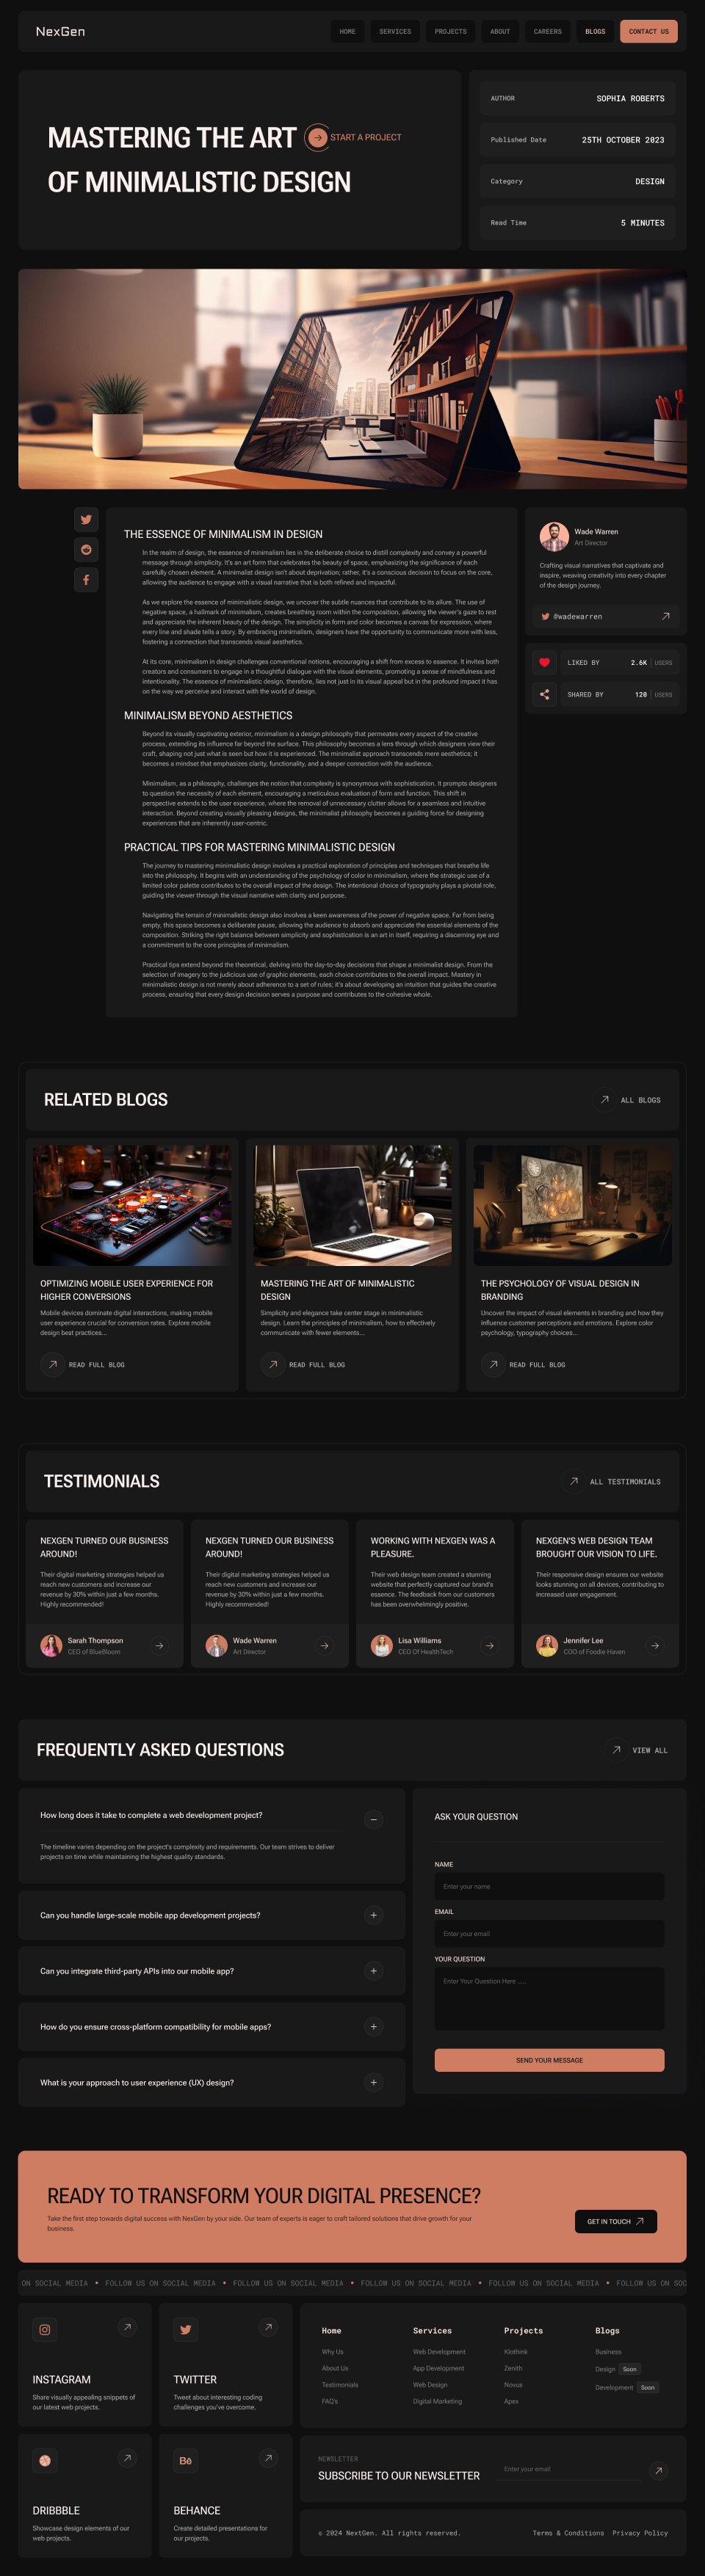 NexGen
HOME
SERVICES
PROJECTS
ABOUT
CAREERS
BLOGS
CONTACT US
MASTERING THE ART
START A PROJECT
OF MINIMALISTIC DESIGN
AUTHOR
SOPHIA ROBERTS
Published Date
25TH OCTOBER 2023
Category
DESIGN
Read Time
5 MINUTES
THE ESSENCE OF MINIMALISM IN DESIGN
In the realm of design, the essence of minimalism lies in the deliberate choice to distill complexity and convey a powerful
message through simplicity. It's an art form that celebrates the beauty of space, emphasizing the significance of each
carefully chosen element. A minimalist design isn't about deprivation; rather, it's a conscious decision to focus on the core,
allowing the audience to engage with a visual narrative that is both refined and impactful.
As we explore the essence of minimalistic design, we uncover the subtle nuances that contribute to its allure. The use of
negative space, a hallmark of minimalism, creates breathing room within the composition, allowing the viewer's gaze to rest
and appreciate the inherent beauty of the design. The simplicity in form and color becomes a canvas for expression, where
every line and shade tells a story. By embracing minimalism, designers have the opportunity to communicate more with less,
fostering a connection that transcends visual aesthetics.
At its core, minimalism in design challenges conventional notions, encouraging a shift from excess to essence. It invites both
creators and consumers to engage in a thoughtful dialogue with the visual elements, promoting a sense of mindfulness and
intentionality. The essence of minimalistic design, therefore, lies not just in its visual appeal but in the profound impact it has
on the way we perceive and interact with the world of design.
MINIMALISM BEYOND AESTHETICS
Beyond its visually captivating exterior, minimalism is a design philosophy that permeates every aspect of the creative
process, extending its influence far beyond the surface. This philosophy becomes a lens through which designers view their
craft, shaping not just what is seen but how it is experienced. The minimalist approach transcends mere aesthetics; it
becomes a mindset that emphasizes clarity, functionality, and a deeper connection with the audience.
Minimalism, as a philosophy, challenges the notion that complexity is synonymous with sophistication. It prompts designers
to question the necessity of each element, encouraging a meticulous evaluation of form and function. This shift in
perspective extends to the user experience, where the removal of unnecessary clutter allows for a seamless and intuitive
interaction. Beyond creating visually pleasing designs, the minimalist philosophy becomes a guiding force for designing
experiences that are inherently user-centric.
PRACTICAL TIPS FOR MASTERING MINIMALISTIC DESIGN
The journey to mastering minimalistic design involves a practical exploration of principles and techniques that breathe life
into the philosophy. It begins with an understanding of the psychology of color in minimalism, where the strategic use of a
limited color palette contributes to the overall impact of the design. The intentional choice of typography plays a pivotal role,
guiding the viewer through the visual narrative with clarity and purpose.
Navigating the terrain of minimalistic design also involves a keen awareness of the power of negative space. Far from being
empty, this space becomes a deliberate pause, allowing the audience to absorb and appreciate the essential elements of the
composition. Striking the right balance between simplicity and sophistication is an art in itself, requiring a discerning eye and
a commitment to the core principles of minimalism.
Practical tips extend beyond the theoretical, delving into the day-to-day decisions that shape a minimalist design. From the
selection of imagery to the judicious use of graphic elements, each choice contributes to the overall impact. Mastery in
minimalistic design is not merely about adherence to a set of rules; it's about developing an intuition that guides the creative
process, ensuring that every design decision serves a purpose and contributes to the cohesive whole.
Wade Warren
Art Director
Crafting visual narratives that captivate and
inspire, weaving creativity into every chapter
of the design journey.
@wadewarren
LIKED BY
2.6K
USERS
SHARED BY
120
USERS
RELATED BLOGS
ALL BLOGS
OPTIMIZING MOBILE USER EXPERIENCE FOR
HIGHER CONVERSIONS
Mobile devices dominate digital interactions, making mobile
user experience crucial for conversion rates. Explore mobile
design best practices...
READ FULL BLOG
MASTERING THE ART OF MINIMALISTIC
DESIGN
Simplicity and elegance take center stage in minimalistic
design. Learn the principles of minimalism, how to effectively
communicate with fewer elements...
READ FULL BLOG
THE PSYCHOLOGY OF VISUAL DESIGN IN
BRANDING
Uncover the impact of visual elements in branding and how they
influence customer perceptions and emotions. Explore color
psychology, typography choices...
READ FULL BLOG
TESTIMONIALS
ALL TESTIMONIALS
NEXGEN TURNED OUR BUSINESS
AROUND!
Their digital marketing strategies helped us
reach new customers and increase our
revenue by 30% within just a few months.
Highly recommended!
Sarah Thompson
CEO of BlueBloom
NEXGEN TURNED OUR BUSINESS
AROUND!
Their digital marketing strategies helped us
reach new customers and increase our
revenue by 30% within just a few months.
Highly recommended!
Wade Warren
Art Director
WORKING WITH NEXGEN WAS A
PLEASURE.
Their web design team created a stunning
website that perfectly captured our brand's
essence. The feedback from our customers
has been overwhelmingly positive.
Lisa Williams
CEO Of HealthTech
NEXGEN'S WEB DESIGN TEAM
BROUGHT OUR VISION TO LIFE.
Their responsive design ensures our website
looks stunning on all devices, contributing to
increased user engagement.
Jennifer Lee
COO of Foodie Haven
FREQUENTLY ASKED QUESTIONS
VIEW ALL
How long does it take to complete a web development project?
The timeline varies depending on the project's complexity and requirements. Our team strives to deliver
projects on time while maintaining the highest quality standards.
Can you handle large-scale mobile app development projects?
Can you integrate third-party APIs into our mobile app?
How do you ensure cross-platform compatibility for mobile apps?
What is your approach to user experience (UX) design?
ASK YOUR QUESTION
NAME
Enter your name
EMAIL
Enter your email
YOUR QUESTION
Enter Your Question Here .....
SEND YOUR MESSAGE
READY TO TRANSFORM YOUR DIGITAL PRESENCE?
Take the first step towards digital success with NexGen by your side. Our team of experts is eager to craft tailored solutions that drive growth for your
business.
GET IN TOUCH
ON SOCIAL MEDIA • FOLLOW US ON SOCIAL MEDIA • FOLLOW US ON SOCIAL MEDIA • FOLLOW US ON SOCIAL MEDIA • FOLLOW US ON SOCIAL MEDIA • FOLLOW US ON SOC
INSTAGRAM
Share visually appealing snippets of
our latest web projects.
TWITTER
Tweet about interesting coding
challenges you've overcome.
Bē
DRIBBBLE
Showcase design elements of our
web projects.
BEHANCE
Create detailed presentations for
our projects.
Home
Why Us
About Us
Testimonials
FAQ's
Services
Web Development
App Development
Web Design
Digital Marketing
Projects
Klothink
Zenith
Novus
Apex
Blogs
Business
Design Soon
Development Soon
NEWSLETTER
SUBSCRIBE TO OUR NEWSLETTER
Enter your email
© 2024 NextGen. All rights reserved.
Terms & Conditions
Privacy Policy